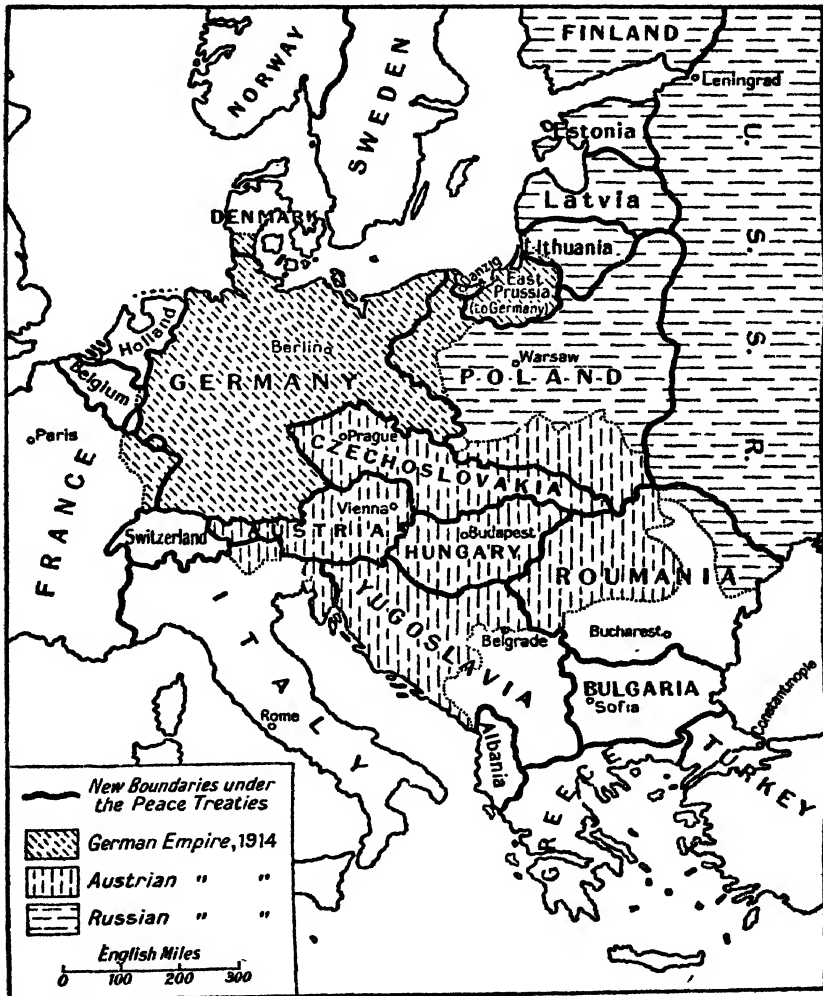 FINLAND
NORWAY
SWEDEN
Leningrad
Estonia
U. S. S. R.
Latvia
DENMARK
Lithuania
Danzig
East
Prussia
(to Germany)
Holland
Berlin
Belgium
GERMANY
Warsaw
POLAND
Paris
Prague
CZECHOSLOVAKIA
FRANCE
Vienna
Switzerland
AUSTRIA
Budapest
HUNGARY
ROUMANIA
ITALY
YUGOSLAVIA
Belgrade
Bucharest
BULGARIA
Sofia
Constantinople
Rome
Albania
TURKEY
GREECE
New Boundaries under
the Peace Treaties
German Empire, 1914
Austrian " "
Russian " "
English Miles
0 100 200 300